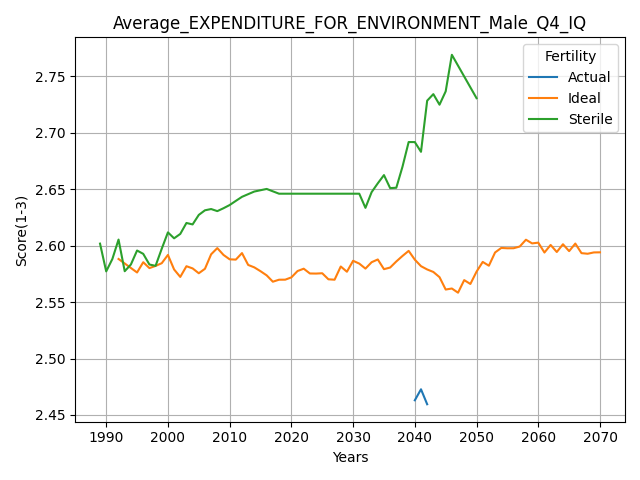 Average_EXPENDITURE_FOR_ENVIRONMENT_Male_Q4_IQ
Fertility
Actual
Ideal
Sterile
Score(1-3)
2.75
2.70
2.65
2.60
2.55
2.50
2.45
1990 2000 2010 2020 2030 2040 2050 2060 2070
Years